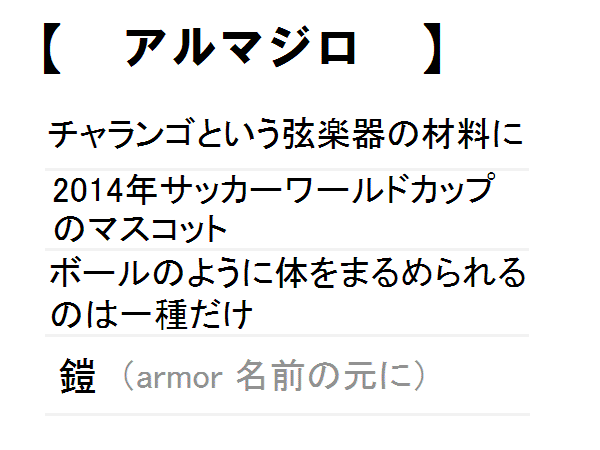 【 アルマジロ 】
チャランゴという弦楽器の材料に
2014年サッカーワールドカップ
のマスコット
ボールのように体をまるめられる
のは一種だけ
鎧 （armor 名前の元に）